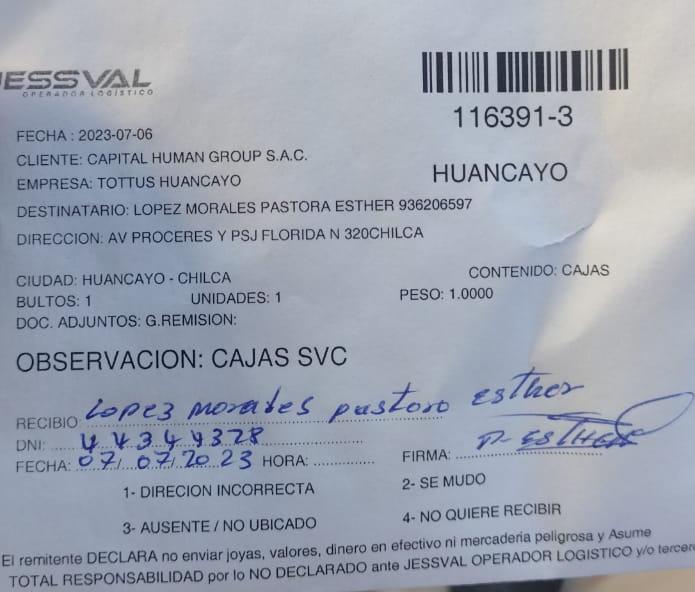 JESSVAL
OPERADOR LOGÍSTICO
116391-3
HUANCAYO
FECHA : 2023-07-06
CLIENTE: CAPITAL HUMAN GROUP S.A.C.
EMPRESA: TOTTUS HUANCAYO
DESTINATARIO: LOPEZ MORALES PASTORA ESTHER 936206597
DIRECCION: AV PROCERES Y PSJ FLORIDA N 320CHILCA
CIUDAD: HUANCAYO - CHILCA CONTENIDO: CAJAS
BULTOS: 1 UNIDADES: 1 PESO: 1.0000
DOC. ADJUNTOS: G.REMISION:
OBSERVACION: CAJAS SVC
RECIBIO: Lopez morales pastora Esther
DNI: 44344328
FECHA: 07/07/2023 HORA: FIRMA: P. ESTHER
1- DIRECION INCORRECTA 2- SE MUDO
3- AUSENTE / NO UBICADO 4- NO QUIERE RECIBIR
El remitente DECLARA no enviar joyas, valores, dinero en efectivo ni mercaderia peligrosa y Asume
TOTAL RESPONSABILIDAD por lo NO DECLARADO ante JESSVAL OPERADOR LOGISTICO y/o tercero